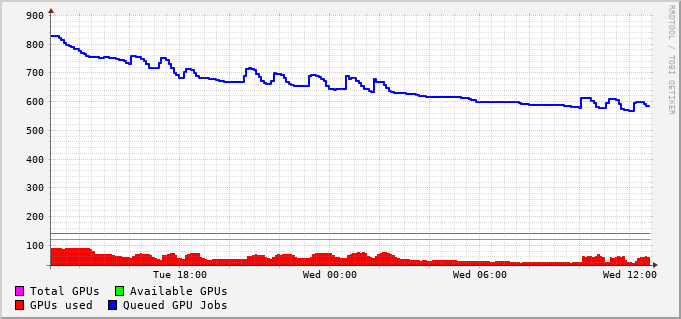 900
800
700
600
500
400
300
200
100
Tue 18:00 Wed 00:00 Wed 06:00 Wed 12:00
Total GPUs Available GPUs
GPUs used Queued GPU Jobs
RRDTOOL / TOBI OETIKER